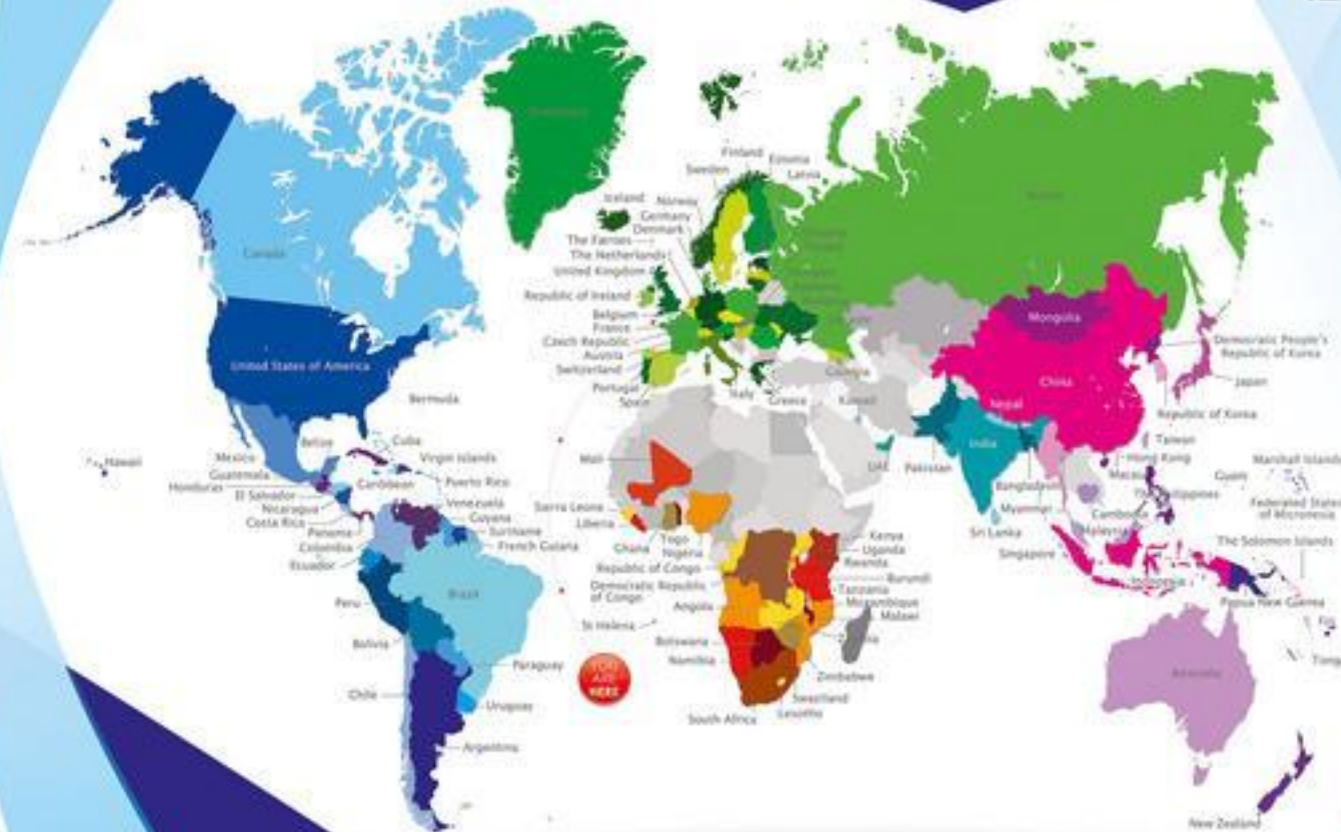 Canada
United States of America
Hawaii
Bermuda
Mexico
Belize
Cuba
Guatemala
Virgin Islands
Honduras
Caribbean
Puerto Rico
El Salvador
Nicaragua
Venezuela
Costa Rica
Guyana
Panama
Suriname
Colombia
French Guiana
Ecuador
Brazil
Peru
Bolivia
Paraguay
Chile
Uruguay
Argentina
Finland
Estonia
Sweden
Latvia
Iceland
Norway
Germany
Denmark
The Faeroes
The Netherlands
United Kingdom
Republic of Ireland
Belgium
France
Czech Republic
Austria
Switzerland
Portugal
Spain
Italy
Greece
Georgia
Kuwait
UAE
Mali
Sierra Leone
Liberia
Ghana
Togo
Nigeria
Republic of Congo
Democratic Republic
of Congo
Angola
St Helena
Botswana
Namibia
South Africa
Kenya
Uganda
Rwanda
Burundi
Tanzania
Mozambique
Malawi
Zimbabwe
Swaziland
Lesotho
YOU
ARE
HERE
Mongolia
China
Nepal
India
Pakistan
Bangladesh
Myanmar
Sri Lanka
Singapore
Democratic People's
Republic of Korea
Japan
Republic of Korea
Taiwan
Hong Kong
Macau
Guam
Marshall Islands
Federated States
of Micronesia
The Solomon Islands
Malaysia
Indonesia
Papua New Guinea
Fiji
Australia
New Zealand